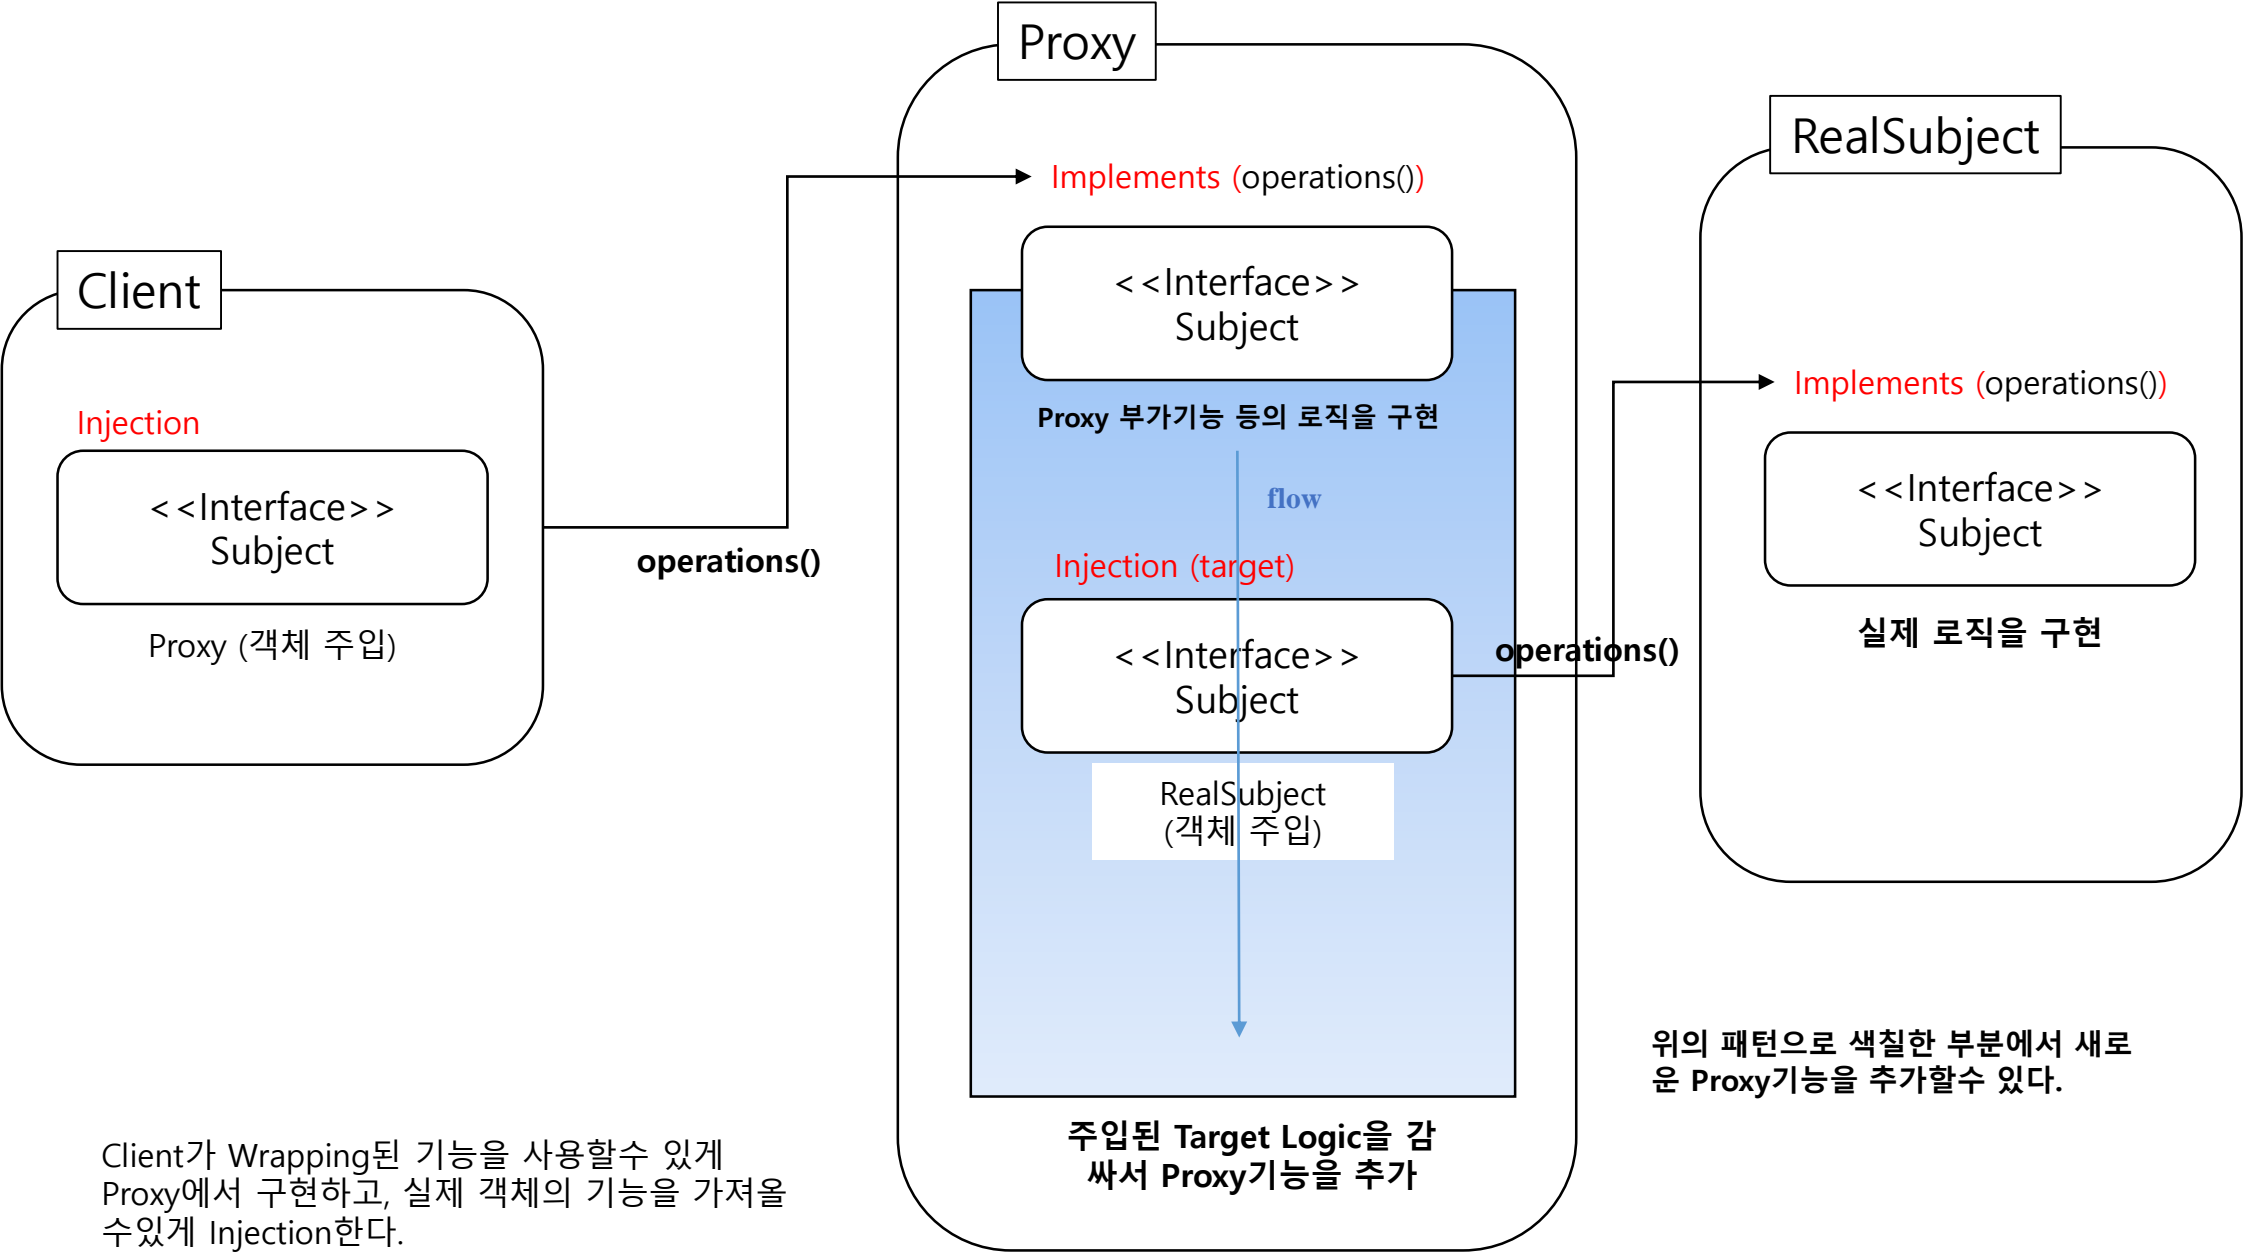 Client
Injection
<<Interface>>
Subject
Proxy (객체 주입)
operations()
Proxy
Implements (operations())
<<Interface>>
Subject
Proxy 부가기능 등의 로직을 구현
flow
Injection (target)
<<Interface>>
Subject
RealSubject
(객체 주입)
주입된 Target Logic을 감
싸서 Proxy기능을 추가
operations()
RealSubject
Implements (operations())
<<Interface>>
Subject
실제 로직을 구현
위의 패턴으로 색칠한 부분에서 새로
운 Proxy기능을 추가할수 있다.
Client가 Wrapping된 기능을 사용할수 있게
Proxy에서 구현하고, 실제 객체의 기능을 가져올
수있게 Injection한다.